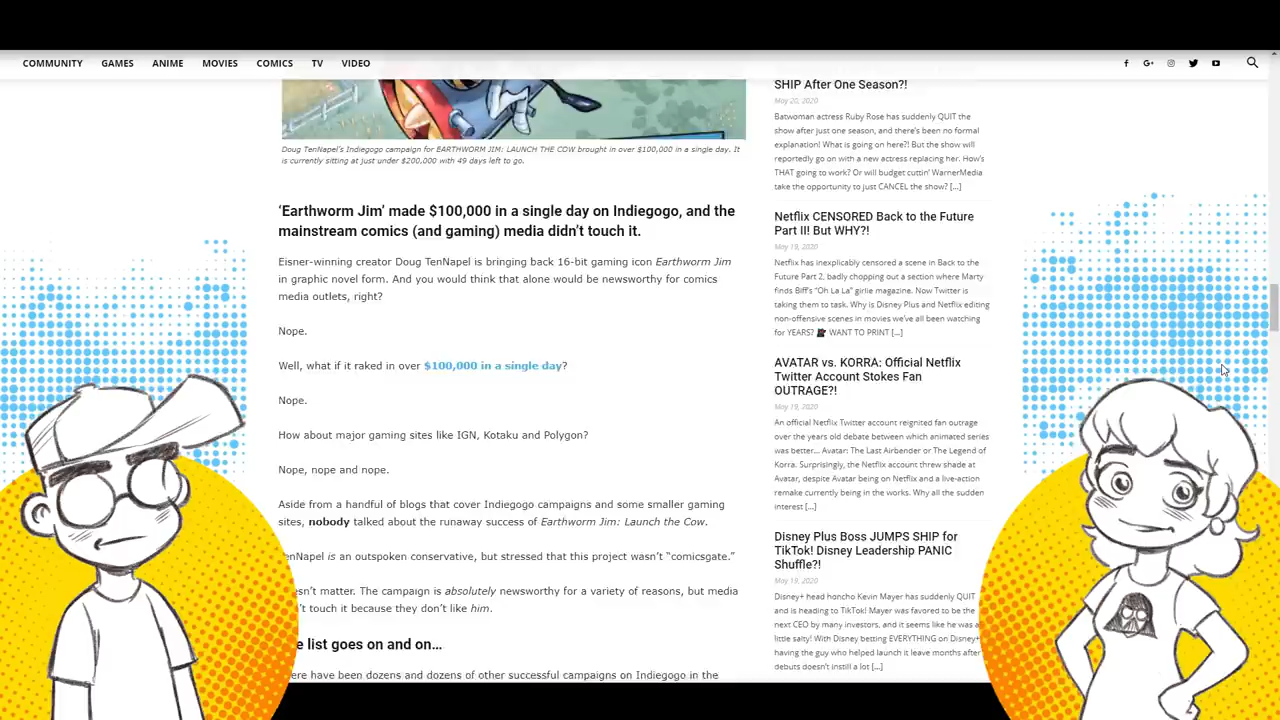 COMMUNITY GAMES ANIME MOVIES COMICS TV VIDEO
Doug TenNapel's Indiegogo campaign for EARTHWORM JIM: LAUNCH THE COW brought in over $100,000 in a single day. It
is currently sitting at just under $200,000 with 49 days left to go.
‘Earthworm Jim’ made $100,000 in a single day on Indiegogo, and the
mainstream comics (and gaming) media didn’t touch it.
Eisner-winning creator Doug TenNapel is bringing back 16-bit gaming icon Earthworm Jim
in graphic novel form. And you would think that alone would be newsworthy for comics
media outlets, right?
Nope.
Well, what if it raked in over $100,000 in a single day?
Nope.
How about major gaming sites like IGN, Kotaku and Polygon?
Nope, nope and nope.
Aside from a handful of blogs that cover Indiegogo campaigns and some smaller gaming
sites, nobody talked about the runaway success of Earthworm Jim: Launch the Cow.
enNapel is an outspoken conservative, but stressed that this project wasn’t “comicsgate.”
sn’t matter. The campaign is absolutely newsworthy for a variety of reasons, but media
’t touch it because they don’t like him.
e list goes on and on…
ere have been dozens and dozens of other successful campaigns on Indiegogo in the
SHIP After One Season?!
May 20, 2020
Batwoman actress Ruby Rose has suddenly QUIT the
show after just one season, and there's been no formal
explanation! What is going on here?! But the show will
reportedly go on with a new actress replacing her. How's
THAT going to work? Or will budget cuttin' WarnerMedia
take the opportunity to just CANCEL the show? [...]
Netflix CENSORED Back to the Future
Part II! But WHY?!
May 19, 2020
Netflix has inexplicably censored a scene in Back to the
Future Part 2, badly chopping out a section where Marty
finds Biff's "Oh La La" girlie magazine. Now Twitter is
taking them to task. Why is Disney Plus and Netflix editing
non-offensive scenes in movies we've all been watching
for YEARS? WANT TO PRINT [...]
AVATAR vs. KORRA: Official Netflix
Twitter Account Stokes Fan
OUTRAGE?!
May 19, 2020
An official Netflix Twitter account reignited fan outrage
over the years old debate between which animated series
was better... Avatar: The Last Airbender or The Legend of
Korra. Surprisingly, the Netflix account threw shade at
Avatar, despite Avatar being on Netflix and a live-action
remake currently being in the works. Why all the sudden
interest [...]
Disney Plus Boss JUMPS SHIP for
TikTok! Disney Leadership PANIC
Shuffle?!
May 19, 2020
Disney+ head honcho Kevin Mayer has suddenly QUIT
and is heading to TikTok! Mayer was favored to be the
next CEO by many investors, and it seems like he was a
little salty! With Disney betting EVERYTHING on Disney+
having the guy who helped launch it leave months after
debuts doesn't instill a lot [...]